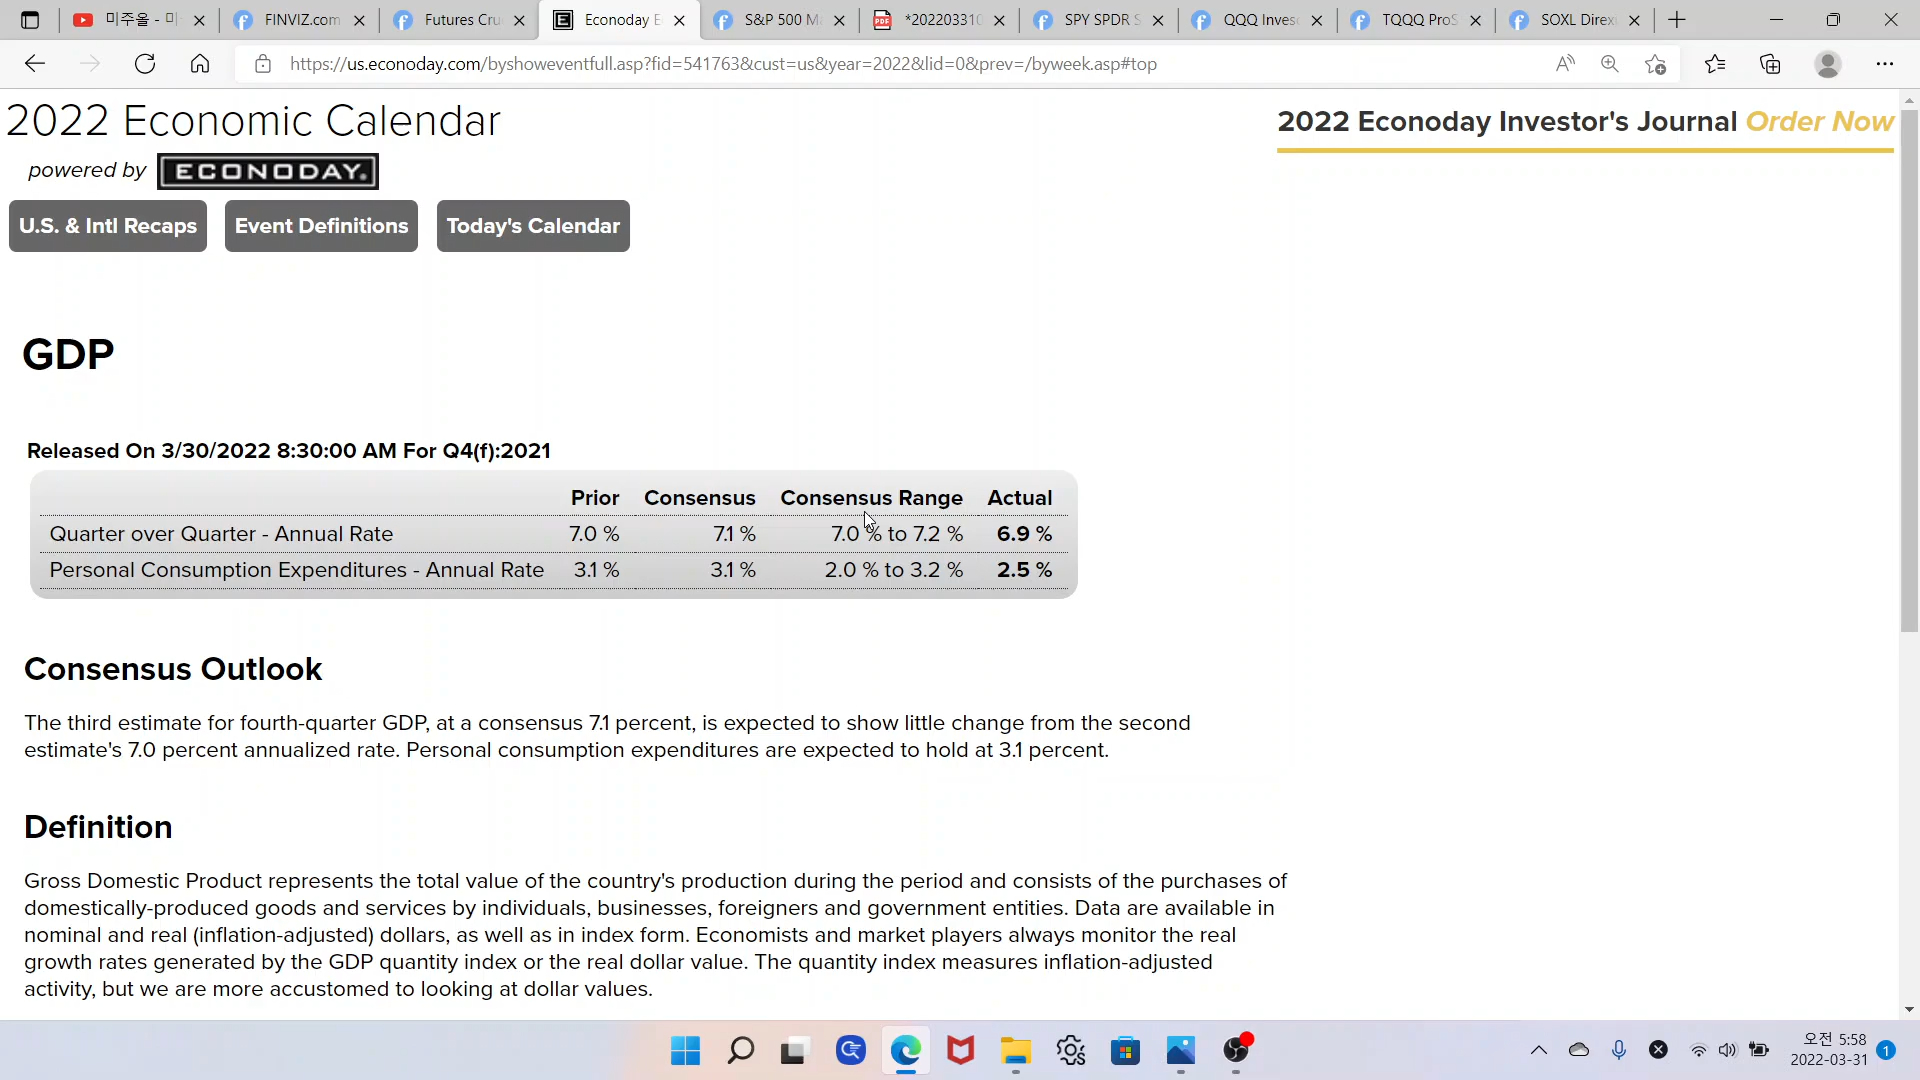 미주올 - 미
FINVIZ.com
Futures Cru
Econoday E
S&P 500 M
*202203310
SPY SPDR S
QQQ Inves
TQQQ ProS
SOXL Direx
https://us.econoday.com/byshoweventfull.asp?fid=541763&cust=us&year=2022&lid=0&prev=/byweek.asp#top
2022 Economic Calendar
2022 Econoday Investor's Journal Order Now
powered by ECONODAY.
U.S. & Intl Recaps
Event Definitions
Today's Calendar
GDP
Released On 3/30/2022 8:30:00 AM For Q4(f):2021
Prior Consensus Consensus Range Actual
Quarter over Quarter - Annual Rate 7.0 % 7.1 % 7.0 % to 7.2 % 6.9 %
Personal Consumption Expenditures - Annual Rate 3.1 % 3.1 % 2.0 % to 3.2 % 2.5 %
Consensus Outlook
The third estimate for fourth-quarter GDP, at a consensus 7.1 percent, is expected to show little change from the second
estimate's 7.0 percent annualized rate. Personal consumption expenditures are expected to hold at 3.1 percent.
Definition
Gross Domestic Product represents the total value of the country's production during the period and consists of the purchases of
domestically-produced goods and services by individuals, businesses, foreigners and government entities. Data are available in
nominal and real (inflation-adjusted) dollars, as well as in index form. Economists and market players always monitor the real
growth rates generated by the GDP quantity index or the real dollar value. The quantity index measures inflation-adjusted
activity, but we are more accustomed to looking at dollar values.
오전 5:58
2022-03-31
1